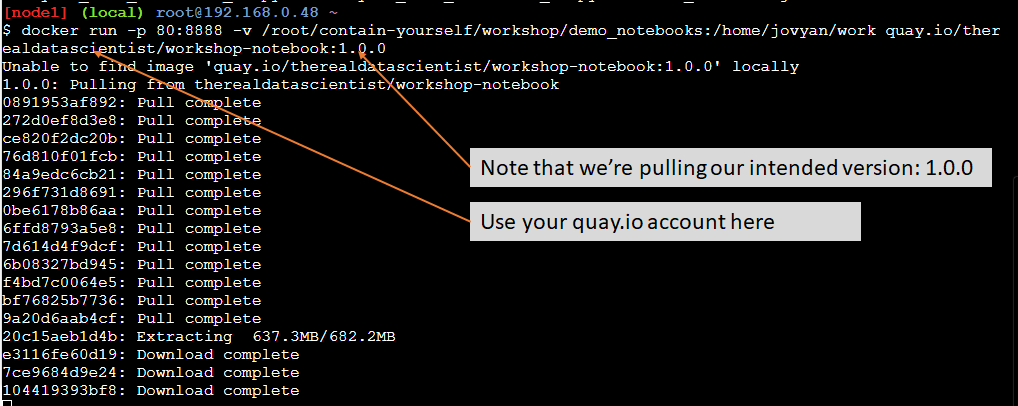 [node1] (local) root@192.168.0.48 ~
$ docker run -p 80:8888 -v /root/contain-yourself/workshop/demo_notebooks:/home/jovyan/work quay.io/ther
ealdatascientist/workshop-notebook:1.0.0
Unable to find image 'quay.io/therealdatascientist/workshop-notebook:1.0.0' locally
1.0.0: Pulling from therealdatascientist/workshop-notebook
0891953af892: Pull complete
272d0ef8d3e8: Pull complete
ce820f2dc20b: Pull complete
76d810f01fcb: Pull complete
84a9edc6cb21: Pull complete
296f731d8691: Pull complete
0be6178b86aa: Pull complete
6ffd8793a5e8: Pull complete
7d614d4f9dcf: Pull complete
6b08327bd945: Pull complete
f4bd7c0064e5: Pull complete
bf76825b7736: Pull complete
9a20d6aab4cf: Pull complete
20c15aeb1d4b: Extracting  637.3MB/682.2MB
e3116fe60d19: Download complete
7ce9684d9e24: Download complete
104419393bf8: Download complete
Note that we’re pulling our intended version: 1.0.0
Use your quay.io account here